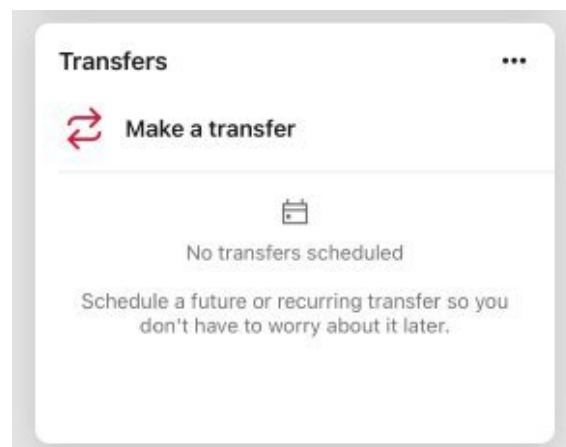 Transfers
Make a transfer
No transfers scheduled
Schedule a future or recurring transfer so you
don't have to worry about it later.